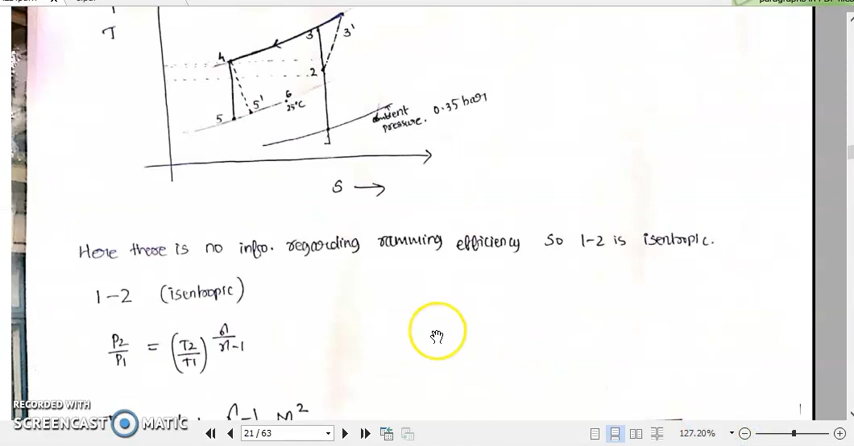 T
3
3'
4
2
6
25°C
5'
5
ambient
pressure. 0.35 bar
S →
Here there is no info. regarding ramming efficiency so 1-2 is isentropic.
1-2 (isentropic)
P2/P1 = (T2/T1)^(γ/γ-1)
γ-1 M²
RECORDED WITH
SCREENCAST MATIC
21 / 63
127.20%